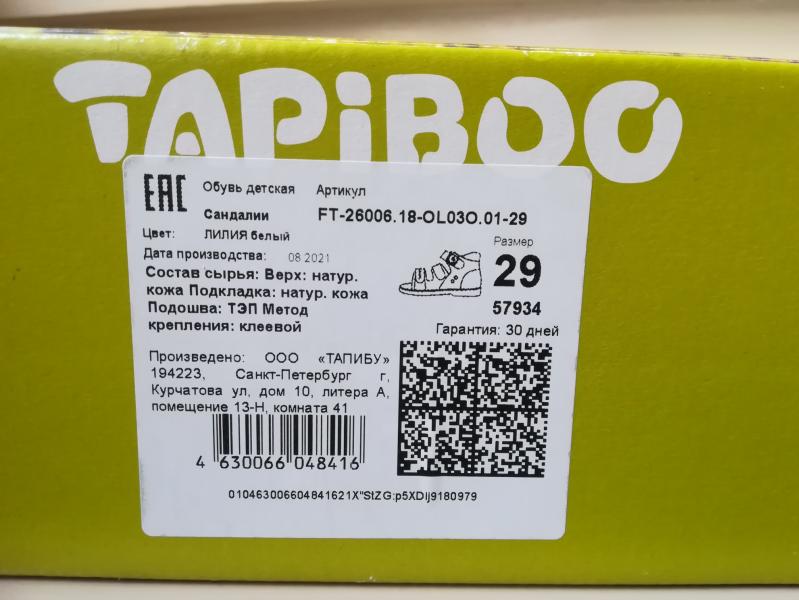 TAPiBOO
EAC
Обувь детская Артикул
Сандалии FT-26006.18-OL03O.01-29
Цвет: ЛИЛИЯ белый
Размер
Дата производства: 08 2021
29
Состав сырья: Верх: натур.
кожа Подкладка: натур. кожа
Подошва: ТЭП Метод
57934
крепления: клеевой
Гарантия: 30 дней
Произведено: ООО «ТАПИБУ»
194223, Санкт-Петербург г,
Курчатова ул, дом 10, литера А,
помещение 13-Н, комната 41
4 630066 048416
010463006604841621X"StZG:p5XDIj9180979